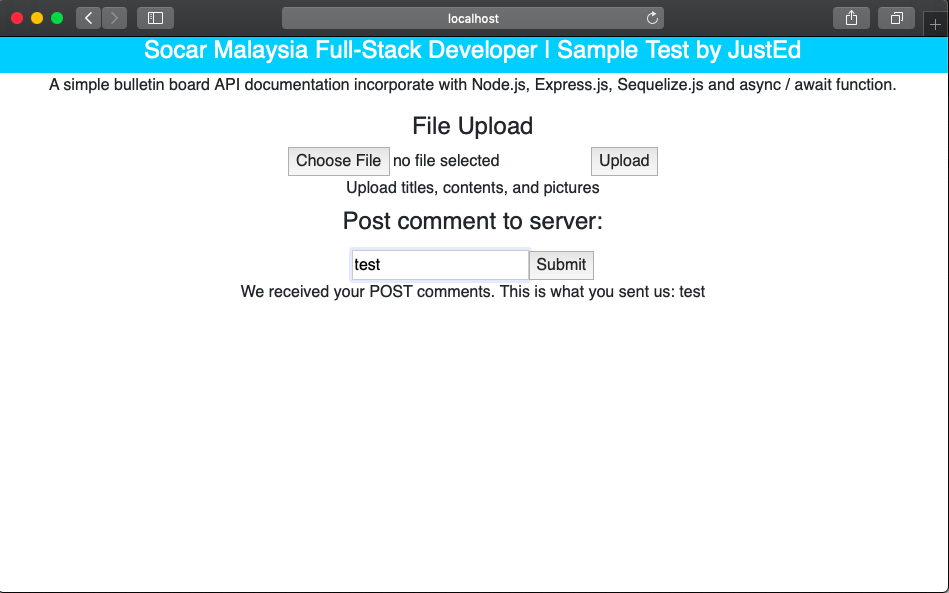 localhost
Socar Malaysia Full-Stack Developer | Sample Test by JustEd
A simple bulletin board API documentation incorporate with Node.js, Express.js, Sequelize.js and async / await function.
File Upload
Choose File no file selected Upload
Upload titles, contents, and pictures
Post comment to server:
test Submit
We received your POST comments. This is what you sent us: test